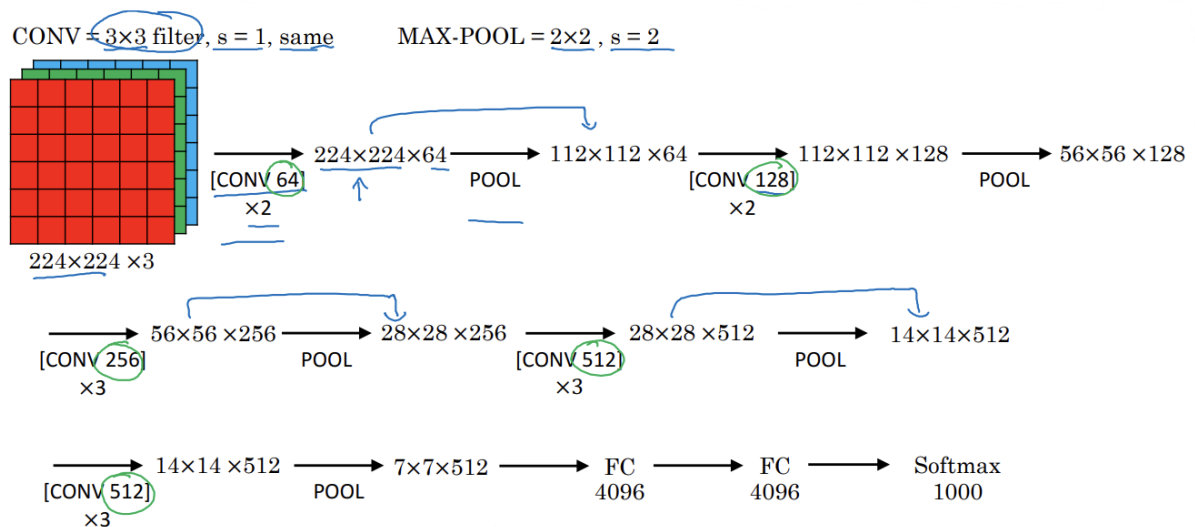 CONV = 3×3 filter, s = 1, same MAX-POOL = 2×2 , s = 2
224×224×64 112×112 ×64 112×112 ×128 56×56 ×128
[CONV 64] POOL [CONV 128] POOL
×2 ×2
224×224 ×3
56×56 ×256 28×28 ×256 28×28 ×512 14×14×512
[CONV 256] POOL [CONV 512] POOL
×3 ×3
14×14 ×512 7×7×512 FC FC Softmax
[CONV 512] POOL 4096 4096 1000
×3